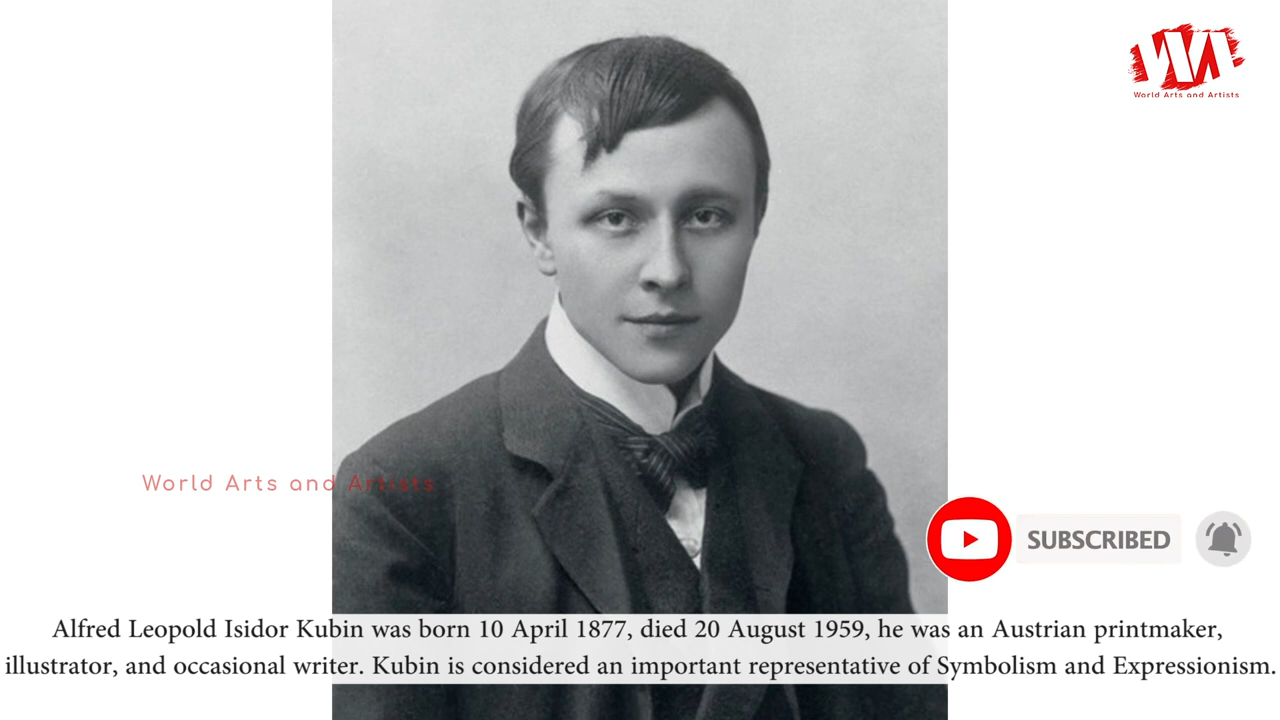 World Arts and Artists
World Arts and Artists
SUBSCRIBED
Alfred Leopold Isidor Kubin was born 10 April 1877, died 20 August 1959, he was an Austrian printmaker,
illustrator, and occasional writer. Kubin is considered an important representative of Symbolism and Expressionism.